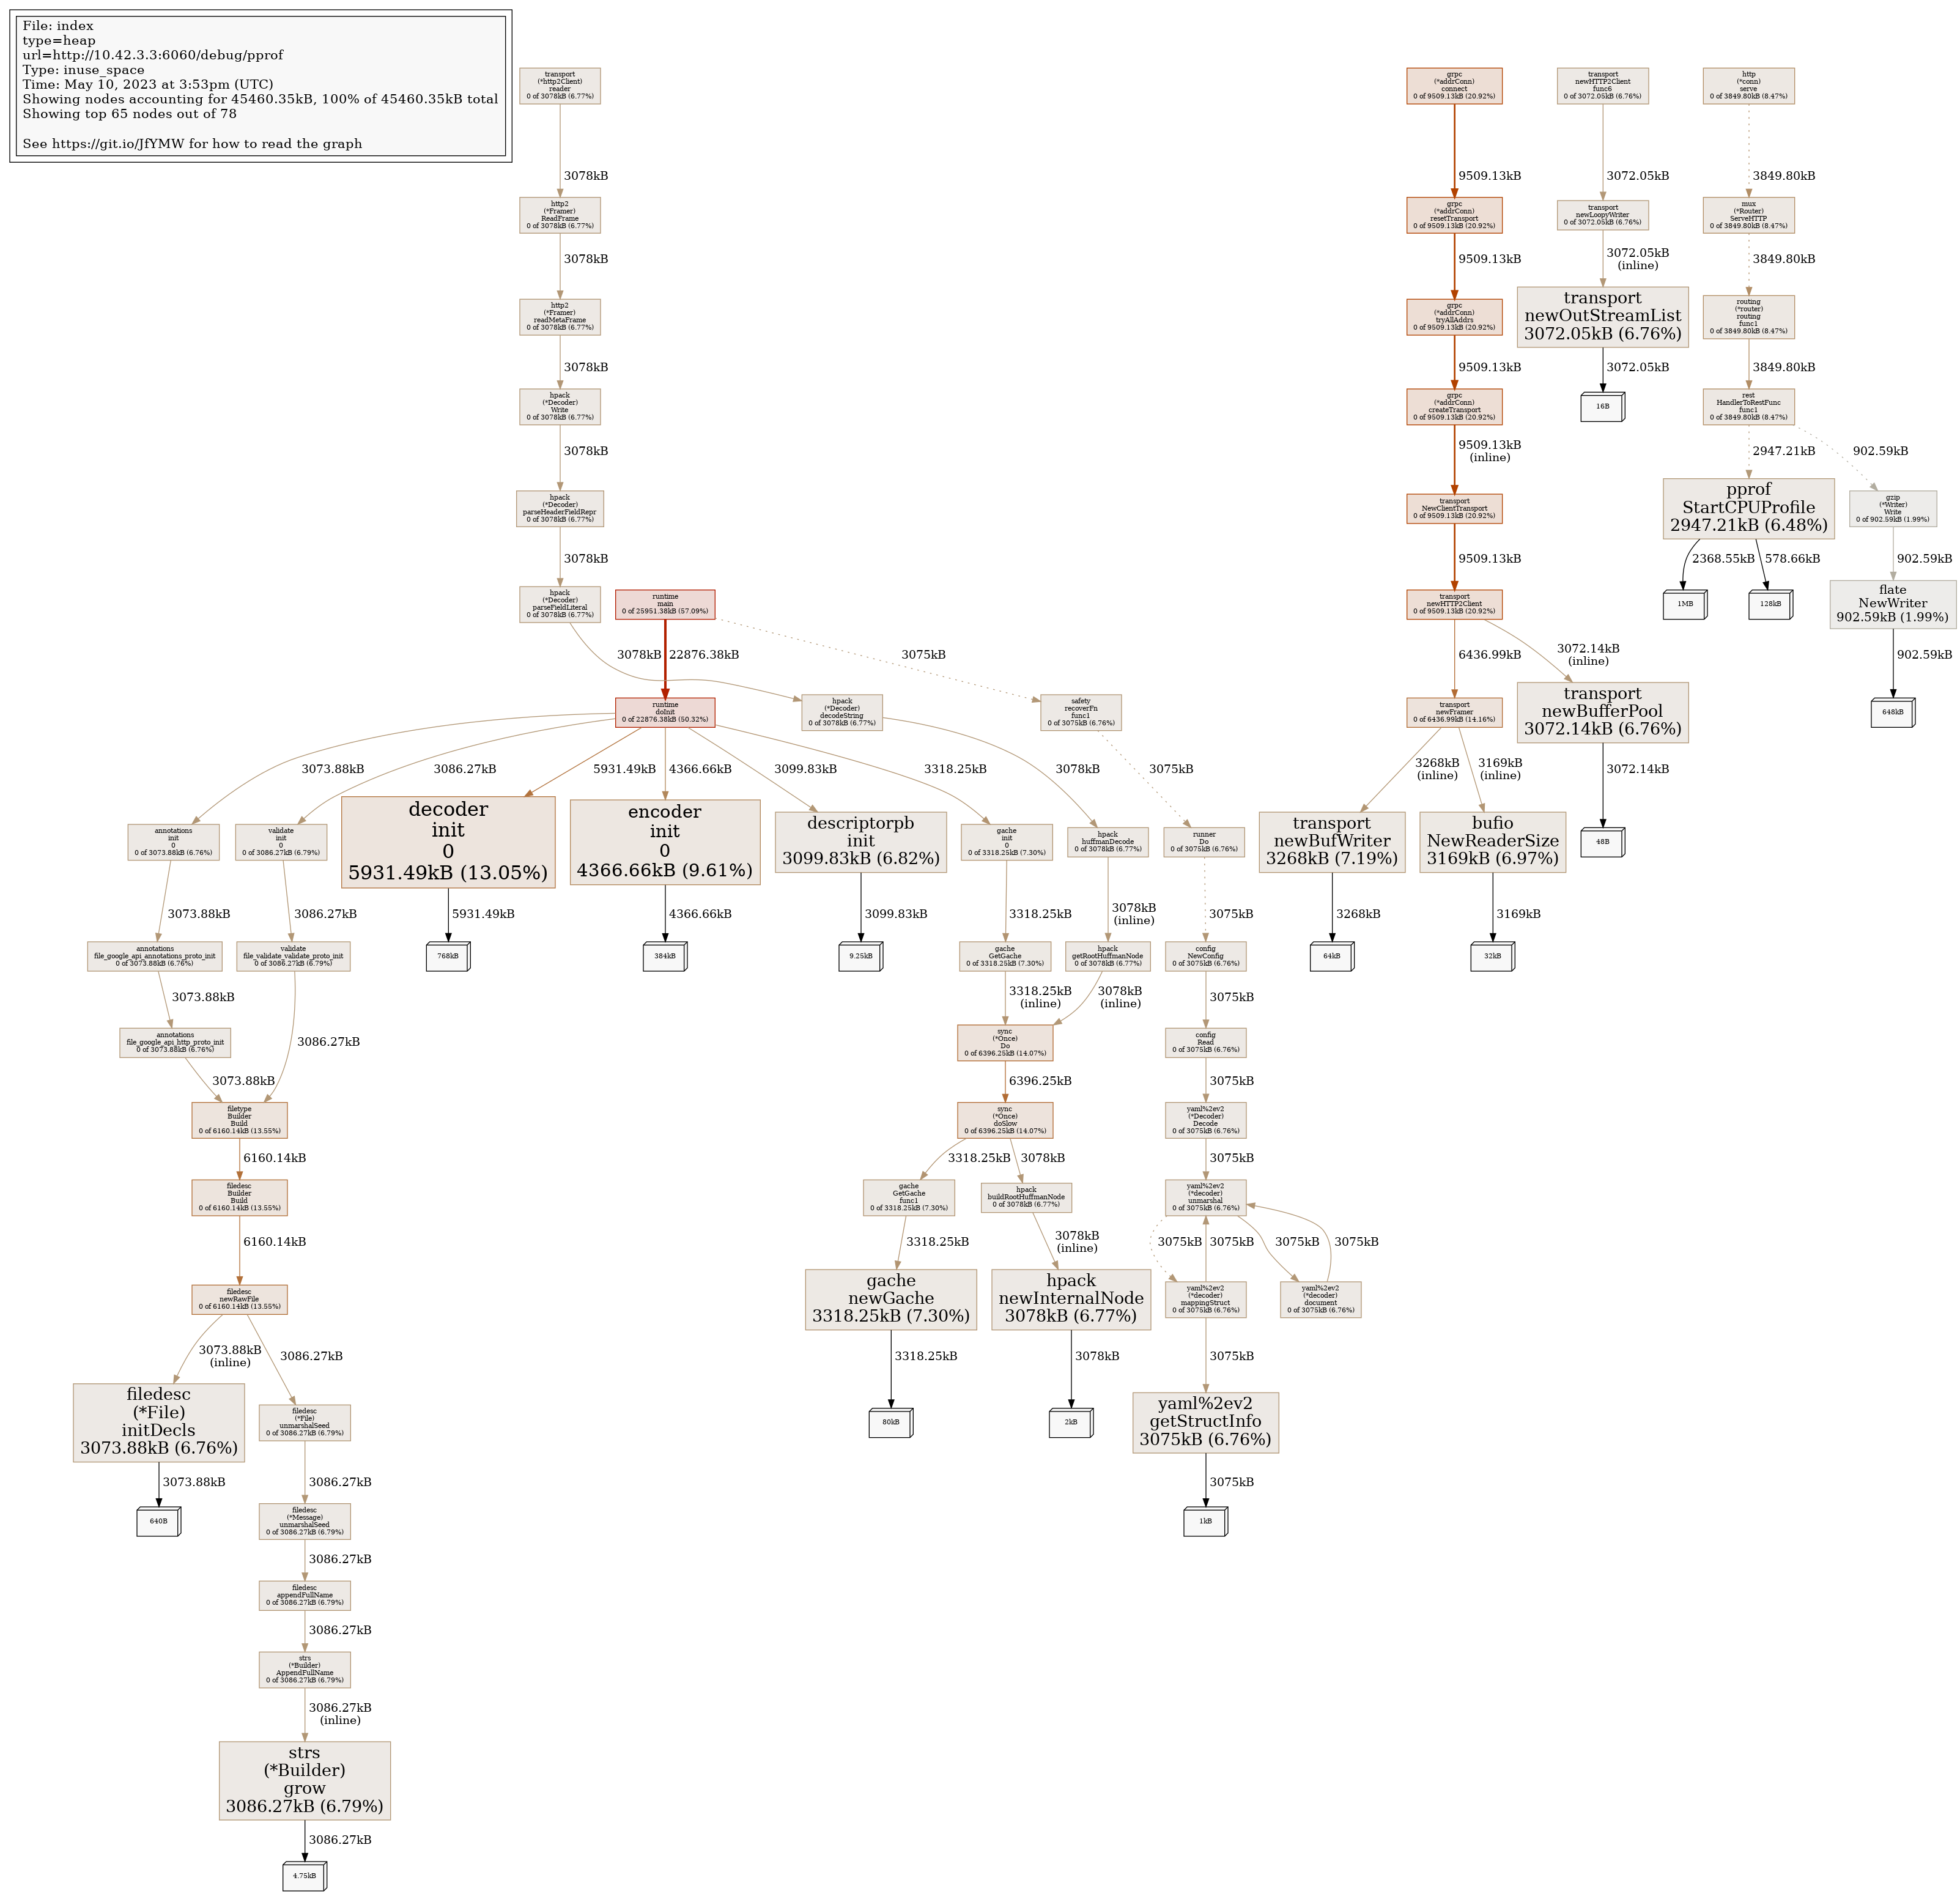 File: index
type=heap
url=http://10.42.3.3:6060/debug/pprof
Type: inuse_space
Time: May 10, 2023 at 3:53pm (UTC)
Showing nodes accounting for 45460.35kB, 100% of 45460.35kB total
Showing top 65 nodes out of 78
See https://git.io/JfYMW for how to read the graph
transport
(*http2Client)
reader
0 of 3078kB (6.77%)
3078kB
http2
(*Framer)
ReadFrame
0 of 3078kB (6.77%)
3078kB
http2
(*Framer)
readMetaFrame
0 of 3078kB (6.77%)
3078kB
hpack
(*Decoder)
Write
0 of 3078kB (6.77%)
3078kB
hpack
(*Decoder)
parseHeaderFieldRepr
0 of 3078kB (6.77%)
3078kB
hpack
(*Decoder)
parseFieldLiteral
0 of 3078kB (6.77%)
3078kB
runtime
main
0 of 25951.38kB (57.09%)
22876.38kB
3075kB
runtime
doInit
0 of 22876.38kB (50.32%)
hpack
(*Decoder)
decodeString
0 of 3078kB (6.77%)
safety
recoverFn
func1
0 of 3075kB (6.76%)
3073.88kB
3086.27kB
5931.49kB
4366.66kB
3099.83kB
3318.25kB
3078kB
3075kB
annotations
init
0
0 of 3073.88kB (6.76%)
validate
init
0
0 of 3086.27kB (6.79%)
decoder
init
0
5931.49kB (13.05%)
encoder
init
0
4366.66kB (9.61%)
descriptorpb
init
3099.83kB (6.82%)
gache
init
0
0 of 3318.25kB (7.30%)
hpack
huffmanDecode
0 of 3078kB (6.77%)
runner
Do
0 of 3075kB (6.76%)
3073.88kB
3086.27kB
5931.49kB
4366.66kB
3099.83kB
3318.25kB
3078kB
(inline)
3075kB
annotations
file_google_api_annotations_proto_init
0 of 3073.88kB (6.76%)
validate
file_validate_validate_proto_init
0 of 3086.27kB (6.79%)
768kB
384kB
9.25kB
gache
GetGache
0 of 3318.25kB (7.30%)
hpack
getRootHuffmanNode
0 of 3078kB (6.77%)
config
NewConfig
0 of 3075kB (6.76%)
3073.88kB
3318.25kB
(inline)
3078kB
(inline)
3075kB
annotations
file_google_api_http_proto_init
0 of 3073.88kB (6.76%)
3086.27kB
sync
(*Once)
Do
0 of 6396.25kB (14.07%)
config
Read
0 of 3075kB (6.76%)
3073.88kB
6396.25kB
3075kB
filetype
Builder
Build
0 of 6160.14kB (13.55%)
sync
(*Once)
doSlow
0 of 6396.25kB (14.07%)
yaml%2ev2
(*Decoder)
Decode
0 of 3075kB (6.76%)
6160.14kB
3318.25kB
3078kB
3075kB
filedesc
Builder
Build
0 of 6160.14kB (13.55%)
gache
GetGache
func1
0 of 3318.25kB (7.30%)
hpack
buildRootHuffmanNode
0 of 3078kB (6.77%)
yaml%2ev2
(*decoder)
unmarshal
0 of 3075kB (6.76%)
6160.14kB
3318.25kB
3078kB
(inline)
3075kB
3075kB
3075kB
3075kB
filedesc
newRawFile
0 of 6160.14kB (13.55%)
gache
newGache
3318.25kB (7.30%)
hpack
newInternalNode
3078kB (6.77%)
yaml%2ev2
(*decoder)
mappingStruct
0 of 3075kB (6.76%)
yaml%2ev2
(*decoder)
document
0 of 3075kB (6.76%)
3073.88kB
(inline)
3086.27kB
3318.25kB
3078kB
3075kB
filedesc
(*File)
initDecls
3073.88kB (6.76%)
filedesc
(*File)
unmarshalSeed
0 of 3086.27kB (6.79%)
80kB
2kB
yaml%2ev2
getStructInfo
3075kB (6.76%)
3073.88kB
3086.27kB
3075kB
640B
filedesc
(*Message)
unmarshalSeed
0 of 3086.27kB (6.79%)
1kB
3086.27kB
filedesc
appendFullName
0 of 3086.27kB (6.79%)
3086.27kB
strs
(*Builder)
AppendFullName
0 of 3086.27kB (6.79%)
3086.27kB
(inline)
strs
(*Builder)
grow
3086.27kB (6.79%)
3086.27kB
4.75kB
grpc
(*addrConn)
connect
0 of 9509.13kB (20.92%)
9509.13kB
grpc
(*addrConn)
resetTransport
0 of 9509.13kB (20.92%)
9509.13kB
grpc
(*addrConn)
tryAllAddrs
0 of 9509.13kB (20.92%)
9509.13kB
grpc
(*addrConn)
createTransport
0 of 9509.13kB (20.92%)
9509.13kB
(inline)
transport
NewClientTransport
0 of 9509.13kB (20.92%)
9509.13kB
transport
newHTTP2Client
0 of 9509.13kB (20.92%)
6436.99kB
3072.14kB
(inline)
transport
newFramer
0 of 6436.99kB (14.16%)
transport
newBufferPool
3072.14kB (6.76%)
3268kB
(inline)
3169kB
(inline)
3072.14kB
transport
newBufWriter
3268kB (7.19%)
bufio
NewReaderSize
3169kB (6.97%)
48B
3268kB
3169kB
64kB
32kB
transport
newHTTP2Client
func6
0 of 3072.05kB (6.76%)
3072.05kB
transport
newLoopyWriter
0 of 3072.05kB (6.76%)
3072.05kB
(inline)
transport
newOutStreamList
3072.05kB (6.76%)
3072.05kB
16B
http
(*conn)
serve
0 of 3849.80kB (8.47%)
3849.80kB
mux
(*Router)
ServeHTTP
0 of 3849.80kB (8.47%)
3849.80kB
routing
(*router)
routing
func1
0 of 3849.80kB (8.47%)
3849.80kB
rest
HandlerToRestFunc
func1
0 of 3849.80kB (8.47%)
2947.21kB
902.59kB
pprof
StartCPUProfile
2947.21kB (6.48%)
gzip
(*Writer)
Write
0 of 902.59kB (1.99%)
2368.55kB
578.66kB
902.59kB
1MB
128kB
flate
NewWriter
902.59kB (1.99%)
902.59kB
648kB